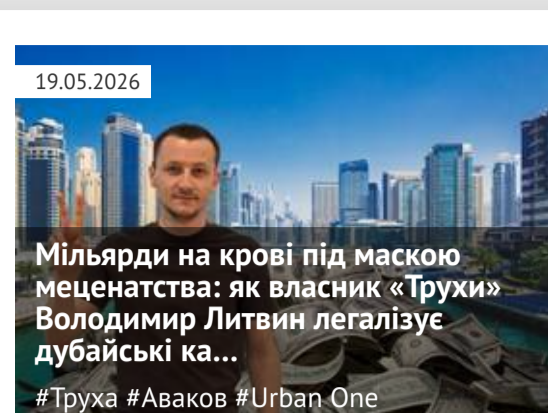 19.05.2026
Мільярди на крові під маскою
меценатства: як власник «Трухи»
Володимир Литвин легалізує
дубайські ка...
#Труха #Аваков #Urban One